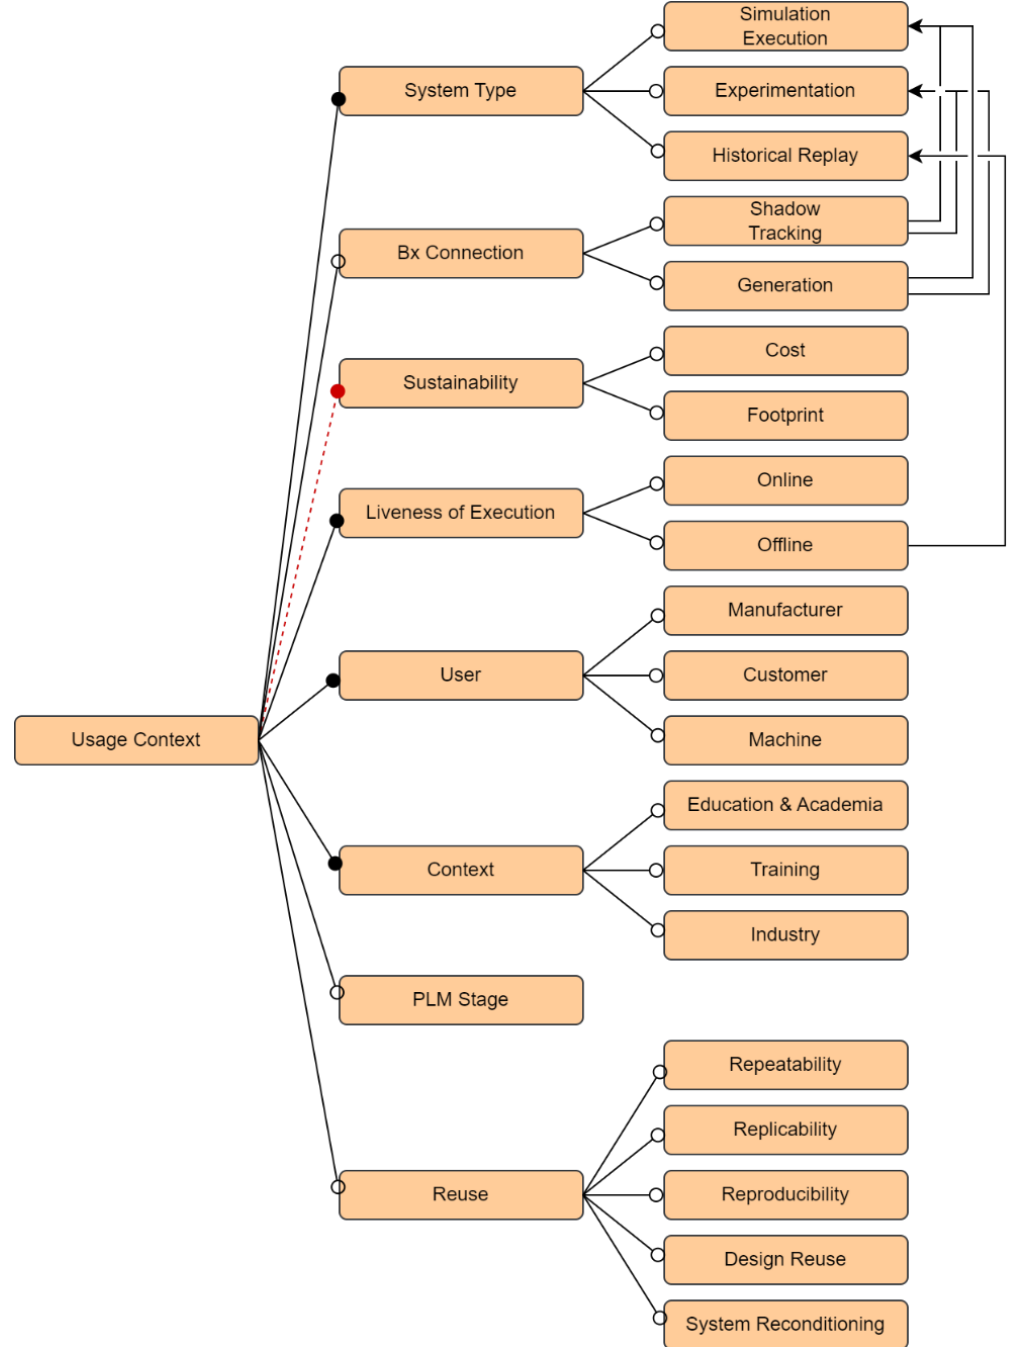 Simulation
Execution
System Type
Experimentation
Historical Replay
Shadow
Tracking
Bx Connection
Generation
Cost
Sustainability
Footprint
Online
Liveness of Execution
Offline
Manufacturer
User
Customer
Machine
Usage Context
Education & Academia
Context
Training
Industry
PLM Stage
Repeatability
Replicability
Reuse
Reproducibility
Design Reuse
System Reconditioning